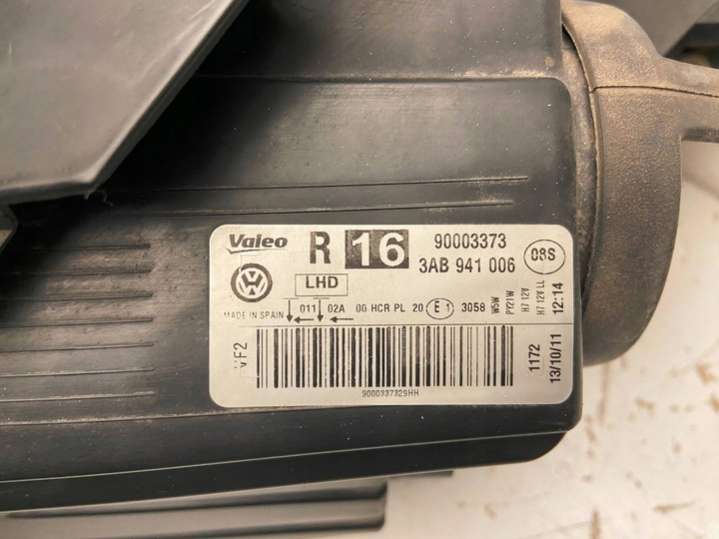 Valeo R 16 90003373
3AB 941 006 08S
LHD
MADE IN SPAIN 011 02A 00 HCR PL 20 E1 3058
W5W
PY21W
H7 12V
H7 12V LL
12:14
VF2
1172
13/10/11
9000337329HH